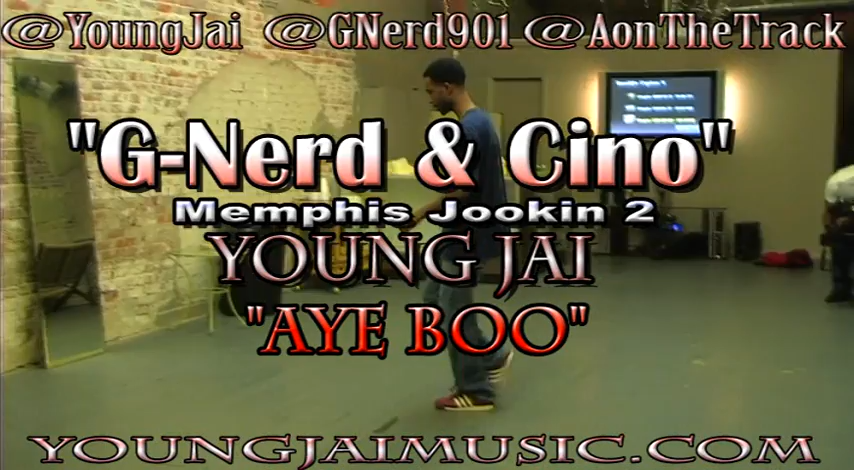 @YoungJai @GNerd901 @AonTheTrack
"G-Nerd & Cino"
Memphis Jookin 2
YOUNG JAI
"AYE BOO"
YOUNGJAIMUSIC.COM